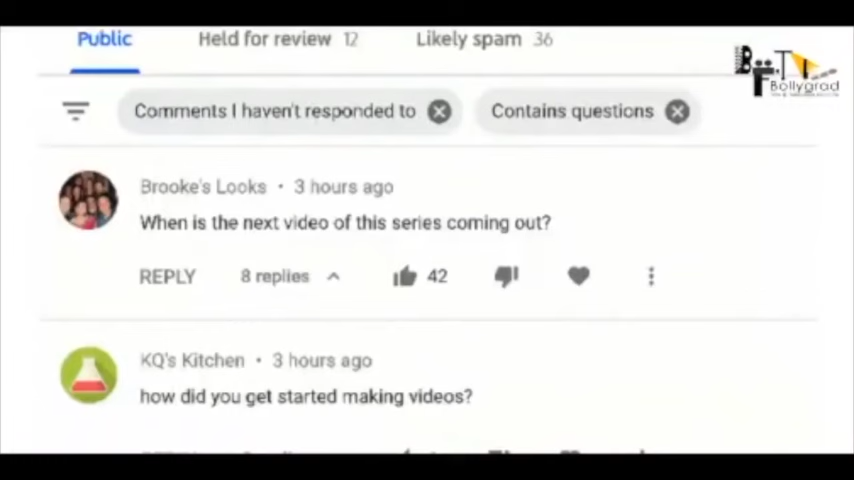 Public Held for review 12 Likely spam 36
Bollygrad
Comments I haven't responded to Contains questions
Brooke's Looks • 3 hours ago
When is the next video of this series coming out?
REPLY 8 replies 42
KQ's Kitchen • 3 hours ago
how did you get started making videos?